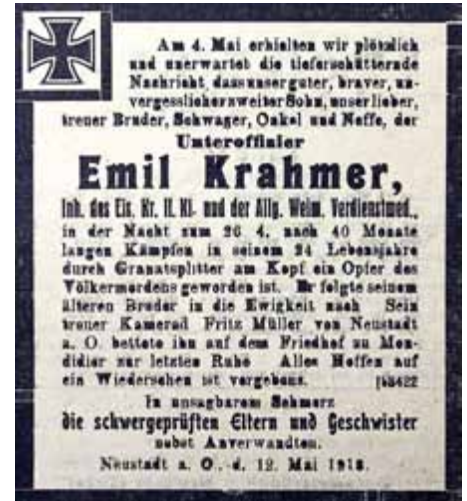 Am 4. Mai erhielten wir plötzlich
und unerwartet die tieferschütternde
Nachricht, dass unser guter, braver, un-
vergesslicher zweiter Sohn, unser lieber,
treuer Bruder, Schwager, Onkel und Neffe, der
Unteroffizier
Emil Krahmer,
Inh. des Eis. Kr. II. Kl. und der Allg. Weim. Verdienstmed.,
in der Nacht zum 26. 4. nach 40 Monate
langen Kämpfen in seinem 24 Lebensjahre
durch Granatsplitter am Kopf ein Opfer des
Völkermordens geworden ist. Er folgte seinem
älteren Bruder in die Ewigkeit nach Sein
treuer Kamerad Fritz Müller von Neustadt
a. O. bettete ihn auf dem Friedhof zu Mon-
didier zur letzten Ruhe Alles Hoffen auf
ein Wiedersehen ist vergebens.
In unsagbarem Schmerz
die schwergeprüften Eltern und Geschwister
nebst Anverwandten.
Neustadt a. O., d. 12. Mai 1918.